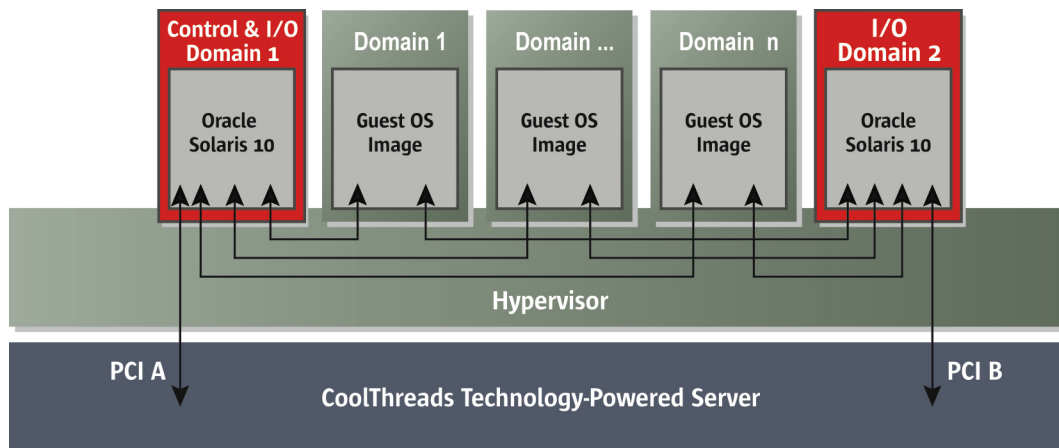 Control & I/O
Domain 1
Domain 1
Domain ...
Domain n
I/O
Domain 2
Oracle
Solaris 10
Guest OS
Image
Guest OS
Image
Guest OS
Image
Oracle
Solaris 10
Hypervisor
PCI A
PCI B
CoolThreads Technology-Powered Server